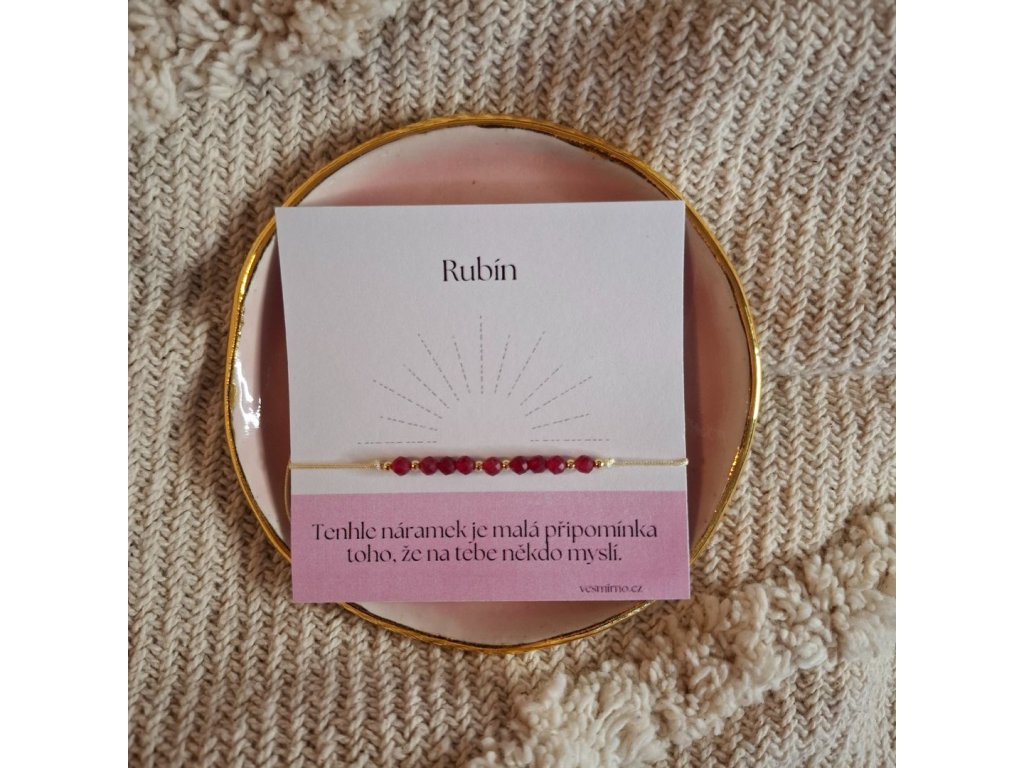 Rubín
Tenhle náramek je malá připomínka
toho, že na tebe někdo myslí.
vesmirno.cz